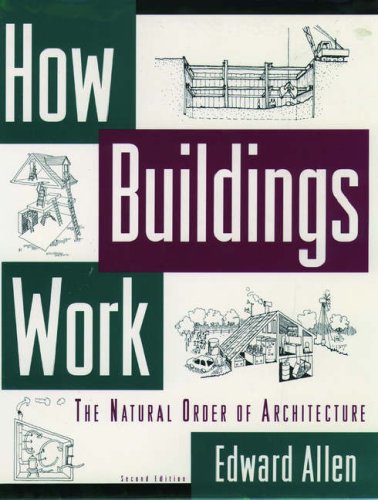 How
Buildings
Work
THE NATURAL ORDER OF ARCHITECTURE
Second Edition
Edward Allen